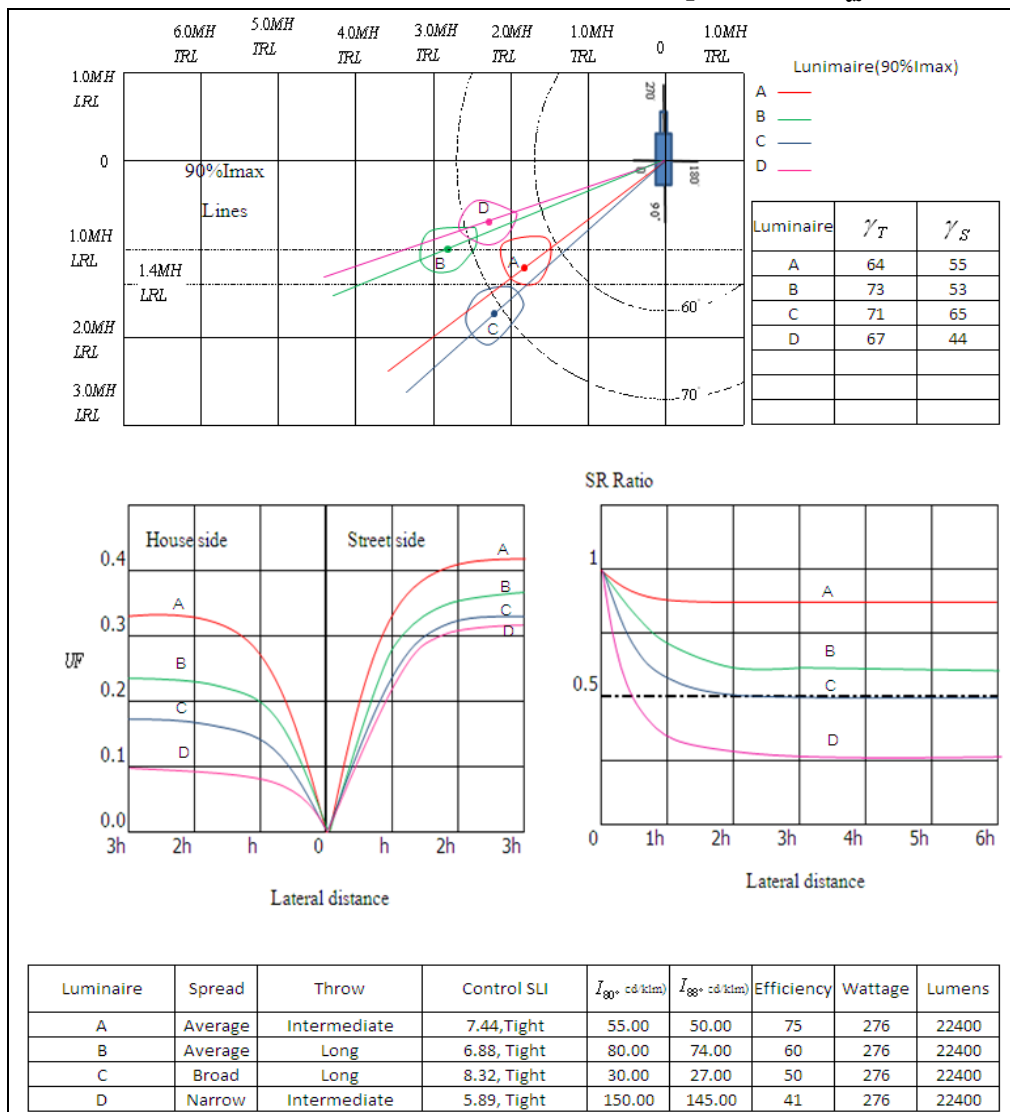 6.0MH 5.0MH 4.0MH 3.0MH 2.0MH 1.0MH 0 1.0MH
TRL TRL TRL TRL TRL TRL TRL
Lunimaire(90%Imax)
A
B
C
D
1.0MH
LRL
0
90%Imax
Lines
270°
0
180°
90°
D
B
A
C
1.0MH
LRL
1.4MH
LRL
2.0MH
LRL
3.0MH
LRL
60°
70°
Luminaire γT γS
A 64 55
B 73 53
C 71 65
D 67 44
House side Street side
UF
0.4
0.3
0.2
0.1
0.0
A
B
C
D
A
B
C
D
3h 2h h 0 h 2h 3h
Lateral distance
SR Ratio
1
0.5
A
B
C
D
0 1h 2h 3h 4h 5h 6h
Lateral distance
Luminaire Spread Throw Control SLI I80° cd/klm) I88° cd/klm) Efficiency Wattage Lumens
A Average Intermediate 7.44,Tight 55.00 50.00 75 276 22400
B Average Long 6.88, Tight 80.00 74.00 60 276 22400
C Broad Long 8.32, Tight 30.00 27.00 50 276 22400
D Narrow Intermediate 5.89, Tight 150.00 145.00 41 276 22400